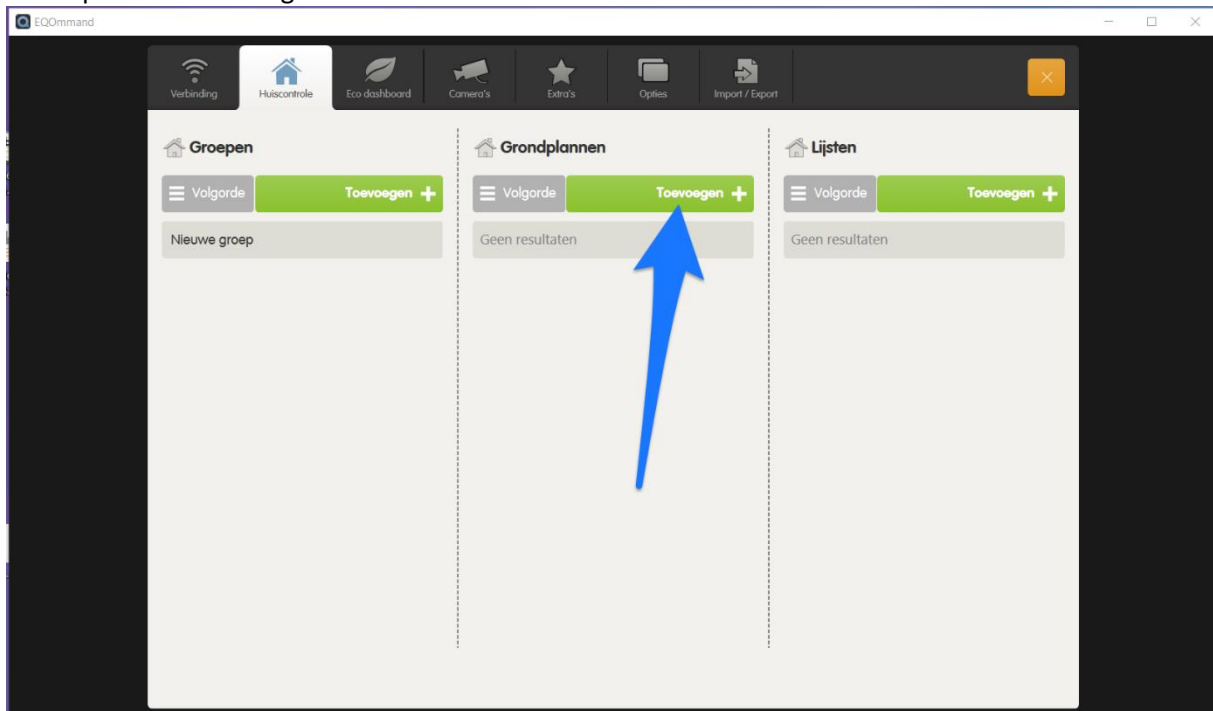 EQOmmand
Verbinding Huiscontrole Eco dashboard Camera's Extra's Opties Import / Export
Groepen
Volgorde Toevoegen
Nieuwe groep
Grondplannen
Volgorde Toevoegen
Geen resultaten
Lijsten
Volgorde Toevoegen
Geen resultaten